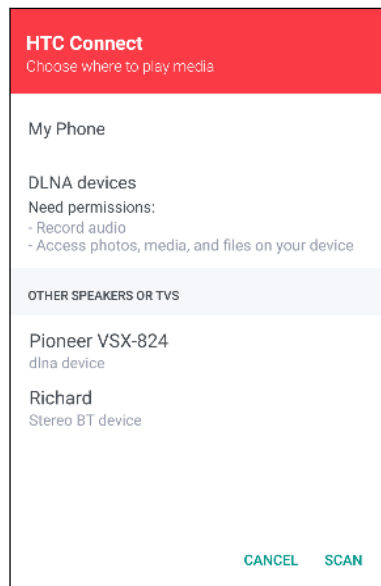 HTC Connect
Choose where to play media
My Phone
DLNA devices
Need permissions:
- Record audio
- Access photos, media, and files on your device
OTHER SPEAKERS OR TVS
Pioneer VSX-824
dlna device
Richard
Stereo BT device
CANCEL SCAN